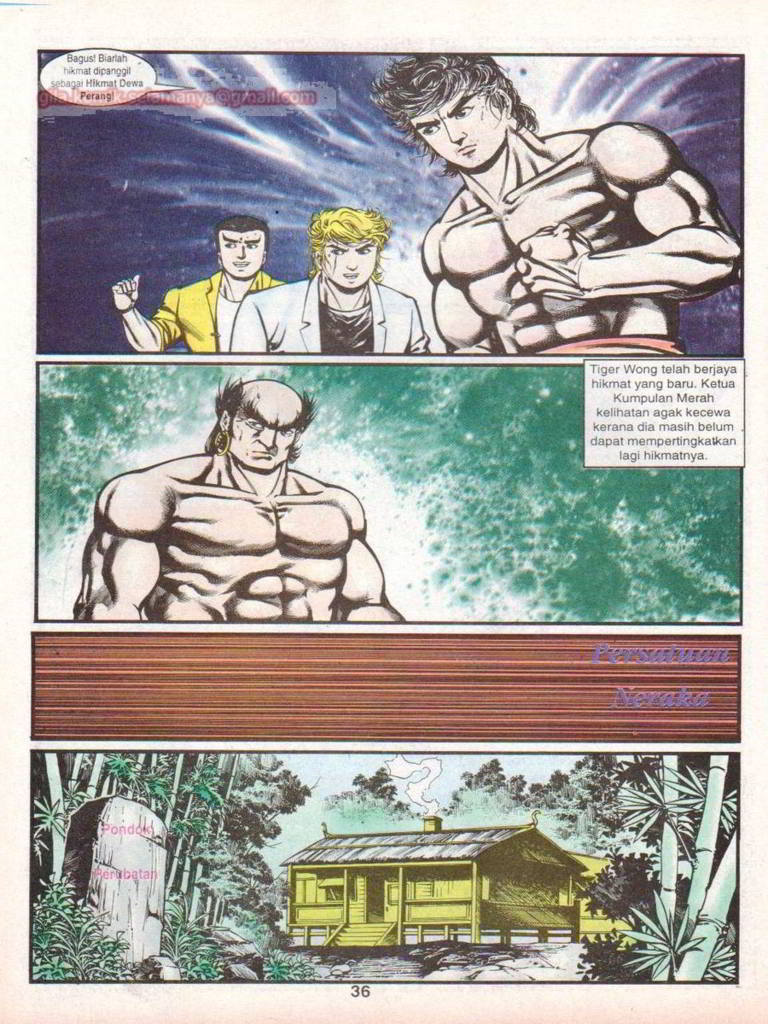 Bagus! Biarlah
hikmat dipanggil
sebagai HIkmat Dewa
Perang!
Tiger Wong telah berjaya
hikmat yang baru. Ketua
Kumpulan Merah
kelihatan agak kecewa
kerana dia masih belum
dapat mempertingkatkan
lagi hikmatnya.
Persatuan
Neraka
Pondok
Perubatan
36